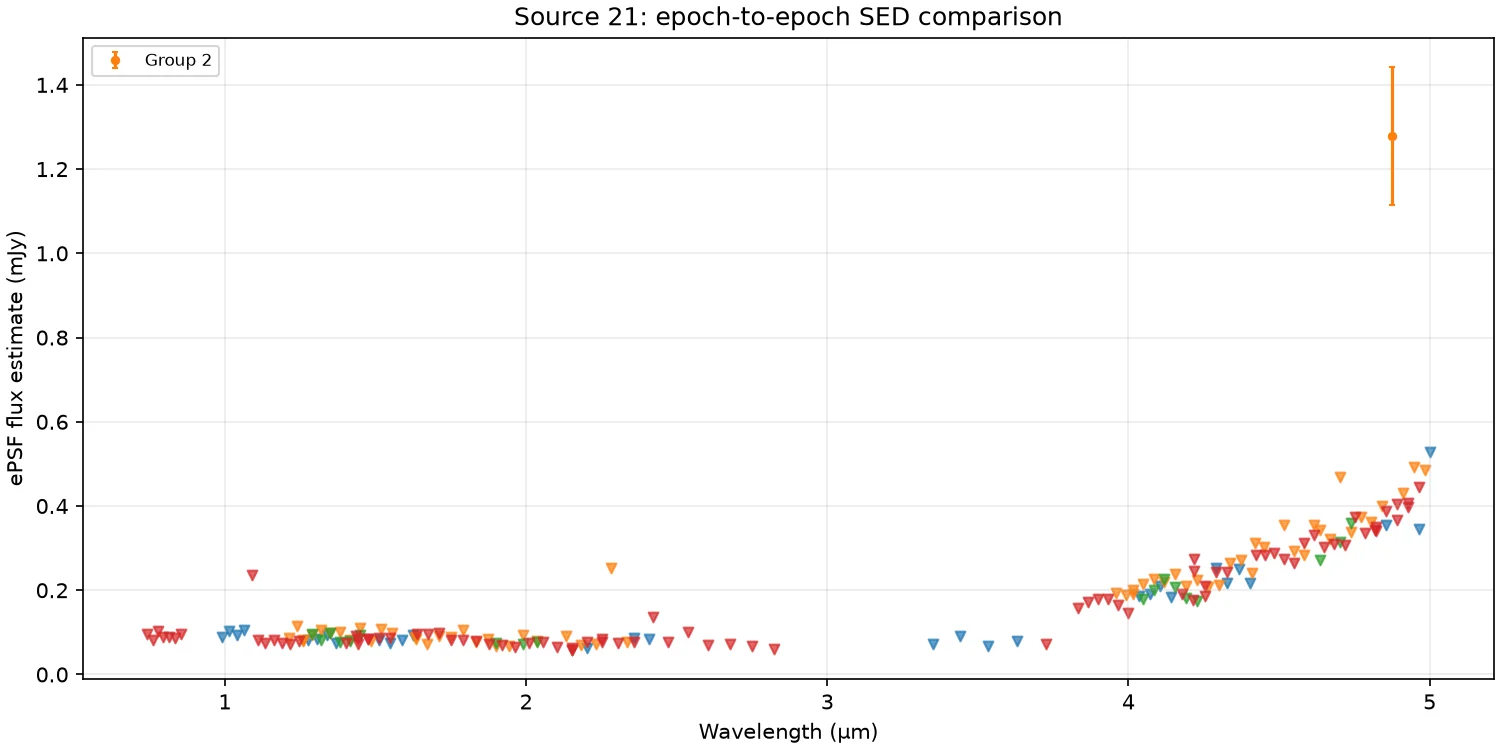 Source 21: epoch-to-epoch SED comparison
Group 2
1.4
1.2
1.0
0.8
0.6
0.4
0.2
0.0
ePSF flux estimate (mJy)
1 2 3 4 5
Wavelength (μm)